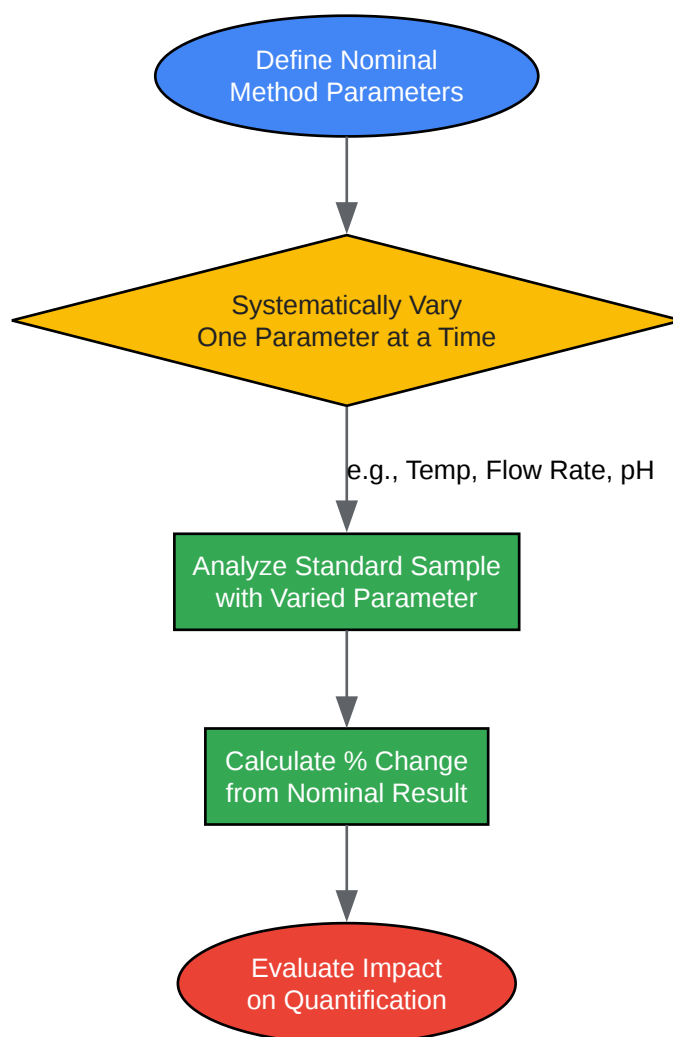 Define Nominal
Method Parameters
Systematically Vary
One Parameter at a Time
e.g., Temp, Flow Rate, pH
Analyze Standard Sample
with Varied Parameter
Calculate % Change
from Nominal Result
Evaluate Impact
on Quantification